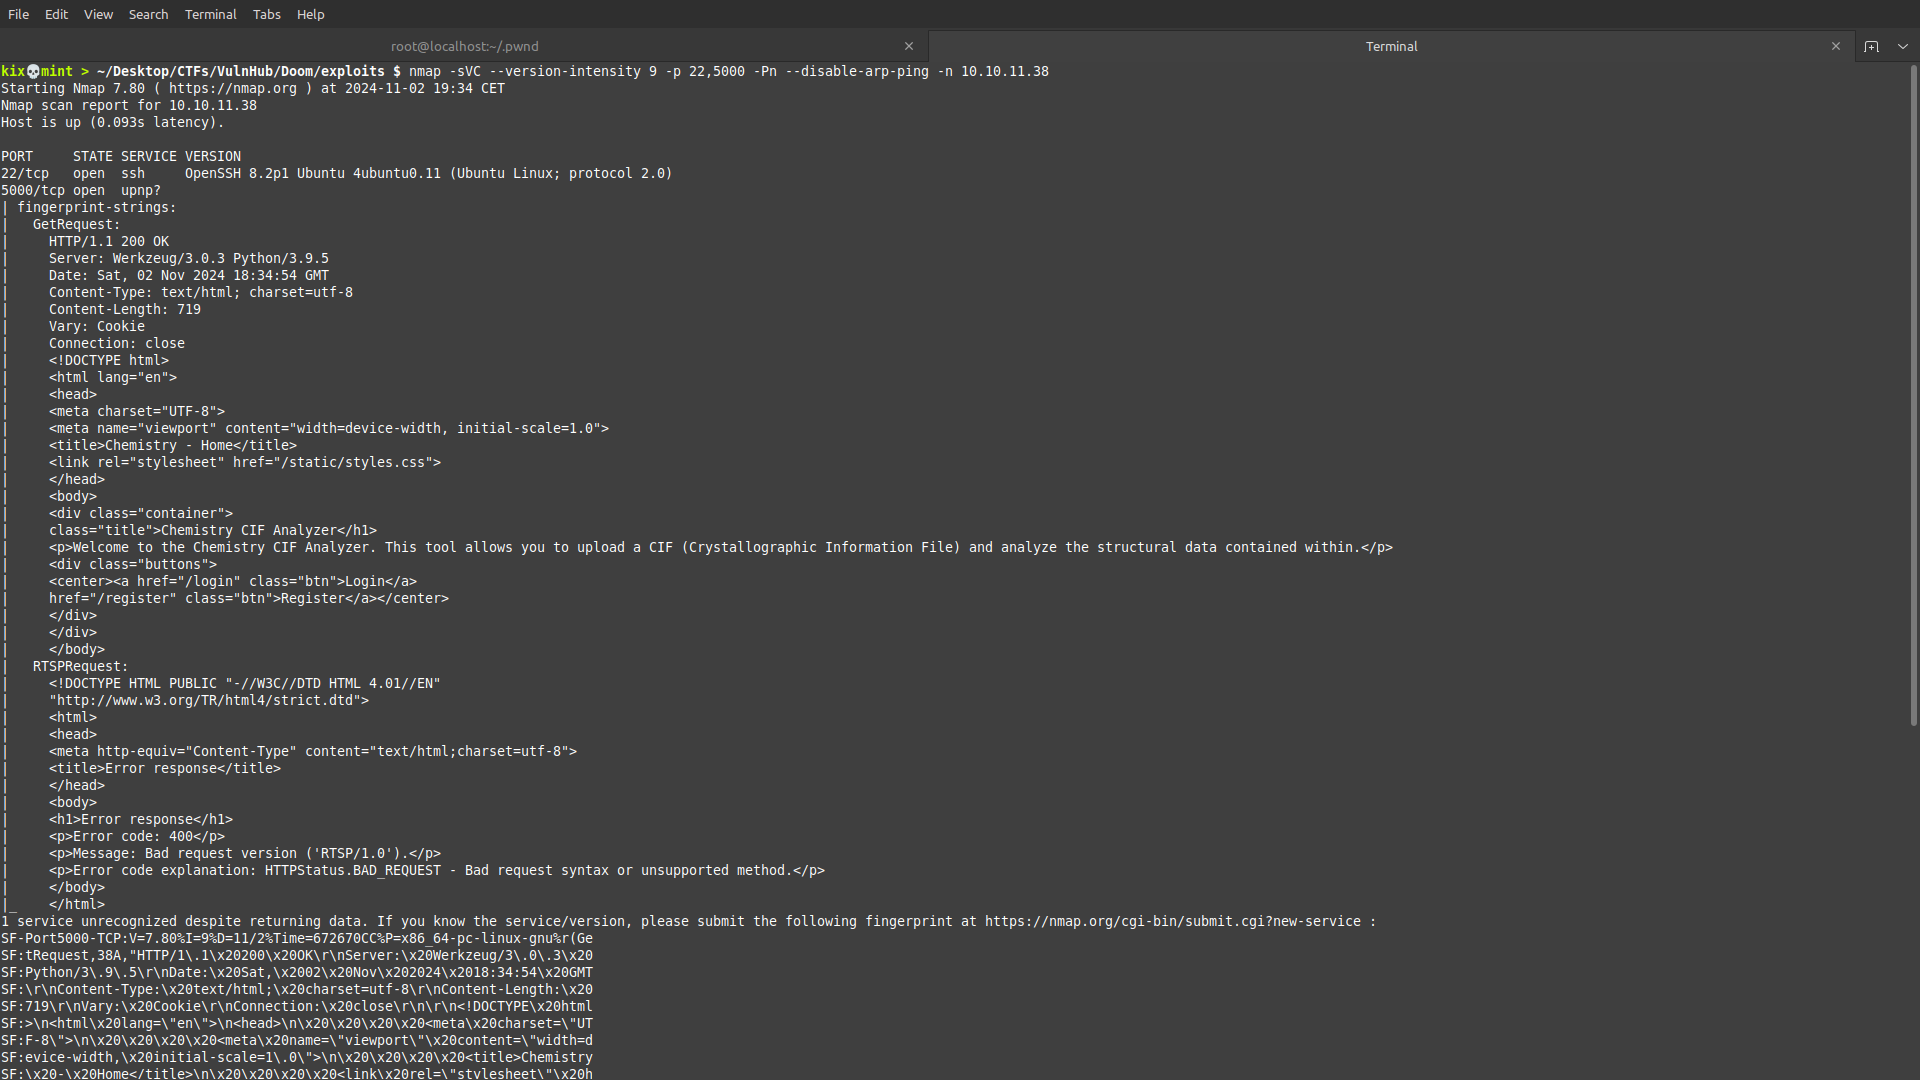 File Edit View Search Terminal Tabs Help
root@localhost:~/.pwnd
Terminal
kix💀mint > ~/Desktop/CTFs/VulnHub/Doom/exploits $ nmap -sVC --version-intensity 9 -p 22,5000 -Pn --disable-arp-ping -n 10.10.11.38
Starting Nmap 7.80 ( https://nmap.org ) at 2024-11-02 19:34 CET
Nmap scan report for 10.10.11.38
Host is up (0.093s latency).

PORT     STATE SERVICE VERSION
22/tcp   open  ssh     OpenSSH 8.2p1 Ubuntu 4ubuntu0.11 (Ubuntu Linux; protocol 2.0)
5000/tcp open  upnp?
| fingerprint-strings:
|   GetRequest:
|     HTTP/1.1 200 OK
|     Server: Werkzeug/3.0.3 Python/3.9.5
|     Date: Sat, 02 Nov 2024 18:34:54 GMT
|     Content-Type: text/html; charset=utf-8
|     Content-Length: 719
|     Vary: Cookie
|     Connection: close
|     <!DOCTYPE html>
|     <html lang="en">
|     <head>
|     <meta charset="UTF-8">
|     <meta name="viewport" content="width=device-width, initial-scale=1.0">
|     <title>Chemistry - Home</title>
|     <link rel="stylesheet" href="/static/styles.css">
|     </head>
|     <body>
|     <div class="container">
|     class="title">Chemistry CIF Analyzer</h1>
|     <p>Welcome to the Chemistry CIF Analyzer. This tool allows you to upload a CIF (Crystallographic Information File) and analyze the structural data contained within.</p>
|     <div class="buttons">
|     <center><a href="/login" class="btn">Login</a>
|     href="/register" class="btn">Register</a></center>
|     </div>
|     </div>
|     </body>
|   RTSPRequest:
|     <!DOCTYPE HTML PUBLIC "-//W3C//DTD HTML 4.01//EN"
|     "http://www.w3.org/TR/html4/strict.dtd">
|     <html>
|     <head>
|     <meta http-equiv="Content-Type" content="text/html;charset=utf-8">
|     <title>Error response</title>
|     </head>
|     <body>
|     <h1>Error response</h1>
|     <p>Error code: 400</p>
|     <p>Message: Bad request version ('RTSP/1.0').</p>
|     <p>Error code explanation: HTTPStatus.BAD_REQUEST - Bad request syntax or unsupported method.</p>
|     </body>
|_    </html>
1 service unrecognized despite returning data. If you know the service/version, please submit the following fingerprint at https://nmap.org/cgi-bin/submit.cgi?new-service :
SF-Port5000-TCP:V=7.80%I=9%D=11/2%Time=672670CC%P=x86_64-pc-linux-gnu%r(Ge
SF:tRequest,38A,"HTTP/1\.1\x20200\x20OK\r\nServer:\x20Werkzeug/3\.0\.3\x20
SF:Python/3\.9\.5\r\nDate:\x20Sat,\x2002\x20Nov\x202024\x2018:34:54\x20GMT
SF:\r\nContent-Type:\x20text/html;\x20charset=utf-8\r\nContent-Length:\x20
SF:719\r\nVary:\x20Cookie\r\nConnection:\x20close\r\n\r\n<!DOCTYPE\x20html
SF:>\n<html\x20lang=\"en\">\n<head>\n\x20\x20\x20\x20<meta\x20charset=\"UT
SF:F-8\">\n\x20\x20\x20\x20<meta\x20name=\"viewport\"\x20content=\"width=d
SF:evice-width,\x20initial-scale=1\.0\">\n\x20\x20\x20\x20<title>Chemistry
SF:\x20-\x20Home</title>\n\x20\x20\x20\x20<link\x20rel=\"stylesheet\"\x20h